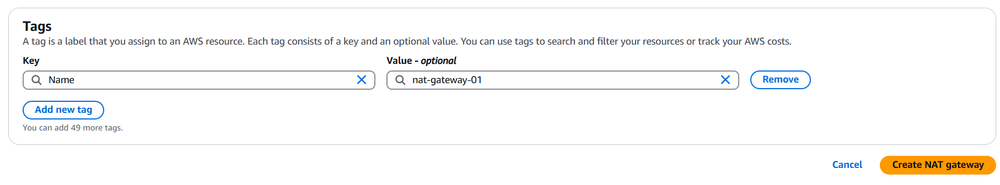 Tags
A tag is a label that you assign to an AWS resource. Each tag consists of a key and an optional value. You can use tags to search and filter your resources or track your AWS costs.
Key
Value - optional
Name
nat-gateway-01
Remove
Add new tag
You can add 49 more tags.
Cancel
Create NAT gateway